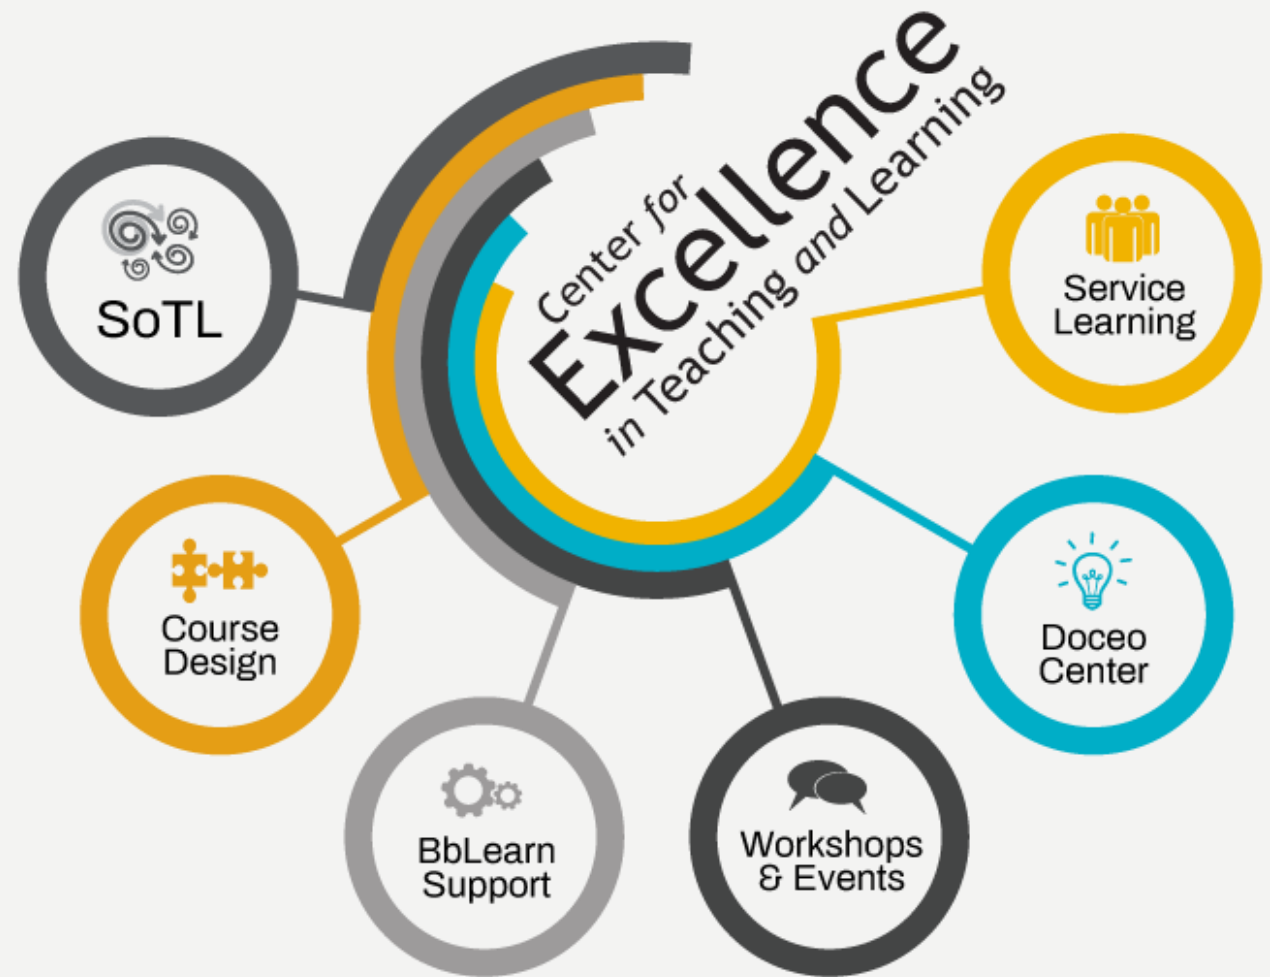 Center for
Excellence
in Teaching and Learning
SoTL
Course
Design
BbLearn
Support
Workshops
& Events
Doceo
Center
Service
Learning